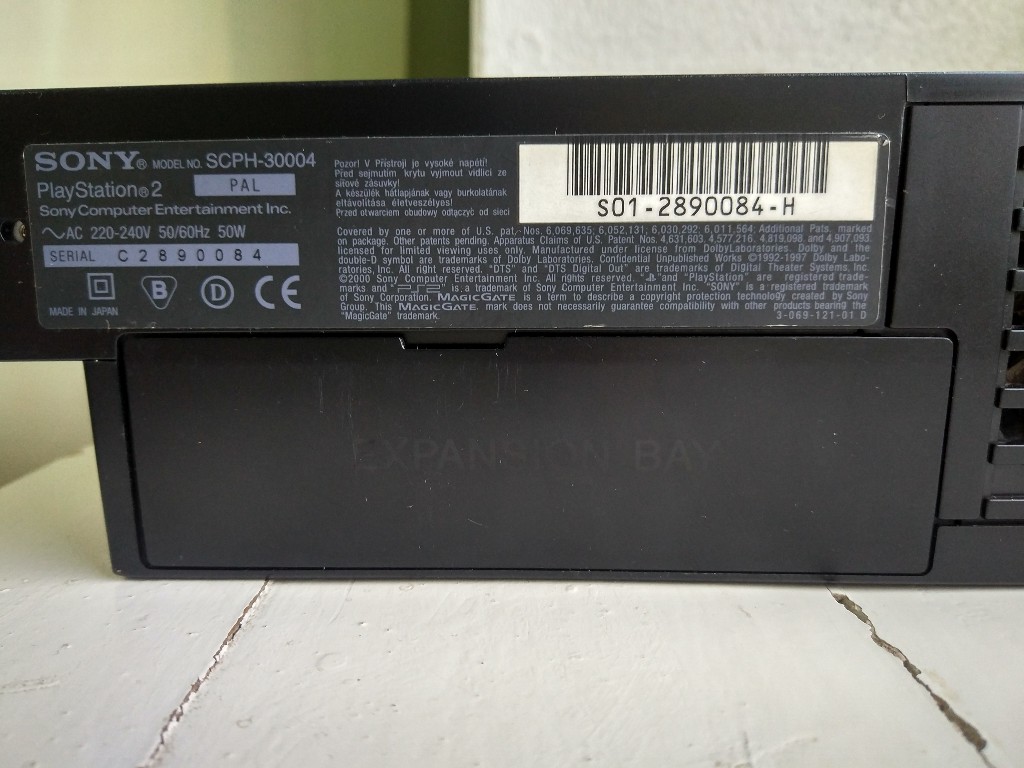 SONY® MODEL NO. SCPH-30004
PlayStation®2 PAL
Sony Computer Entertainment Inc.
～AC 220-240V 50/60Hz 50W
SERIAL C2890084
B D CE
MADE IN JAPAN
Pozor! V Přístroji je vysoké napětí!
Před sejmutím krytu vyjmout vidlici ze
síťové zásuvky!
A készülék hátlapjának vagy burkolatának
eltávolítása életveszélyes!
Przed otwarciem obudowy odłączyć od sieci
S01-2890084-H
Covered by one or more of U.S. pat. Nos. 6,069,635; 6,052,131; 6,030,292; 6,011,564; Additional Pats. marked
on package. Other patents pending. Apparatus Claims of U.S. Patent Nos. 4,631,603, 4,577,216, 4,819,098, and 4,907,093,
licensed for limited viewing uses only. Manufactured under license from Dolby Laboratories. Dolby and the
double-D symbol are trademarks of Dolby Laboratories. Confidential Unpublished Works ©1992-1997 Dolby Labo-
ratories, Inc. All right reserved. "DTS" and "DTS Digital Out" are trademarks of Digital Theater Systems, Inc.
©2000 Sony Computer Entertainment Inc. All rights reserved. " " and "PlayStation" are registered trade-
marks and "PS2" is a trademark of Sony Computer Entertainment Inc. "SONY" is a registered trademark
of Sony Corporation. MAGICGATE is a term to describe a copyright protection technology created by Sony
Group. This MAGICGATE. mark does not necessarily guarantee compatibility with other products bearing the
"MagicGate" trademark.
3-069-121-01 D
EXPANSION BAY